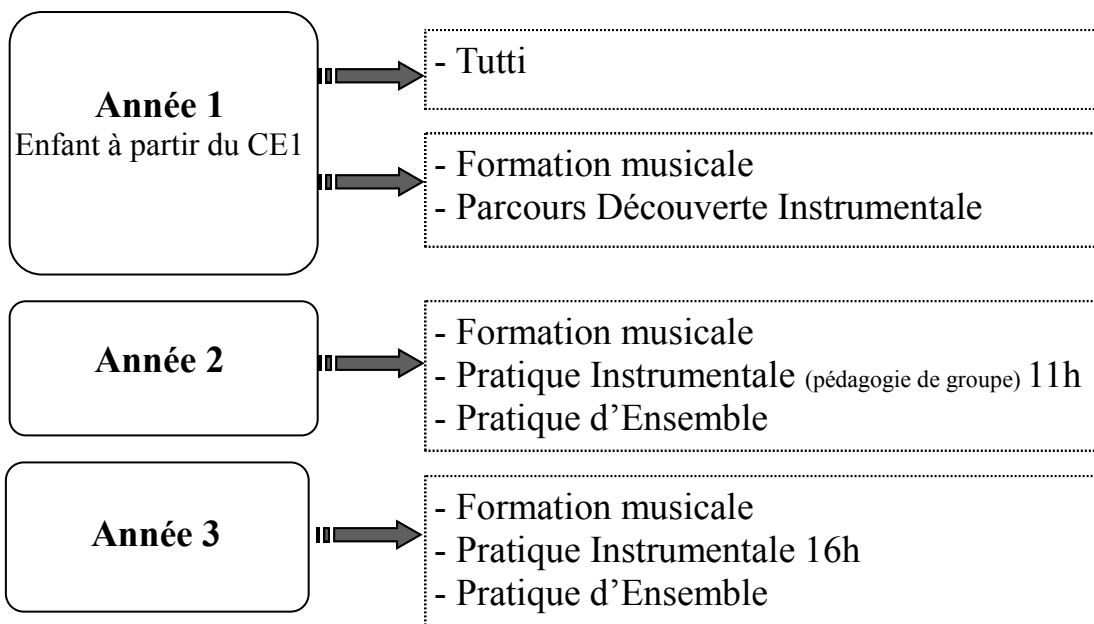 Année 1
Enfant à partir du CE1
- Tutti
- Formation musicale
- Parcours Découverte Instrumentale
Année 2
- Formation musicale
- Pratique Instrumentale (pédagogie de groupe) 11h
- Pratique d’Ensemble
Année 3
- Formation musicale
- Pratique Instrumentale 16h
- Pratique d’Ensemble